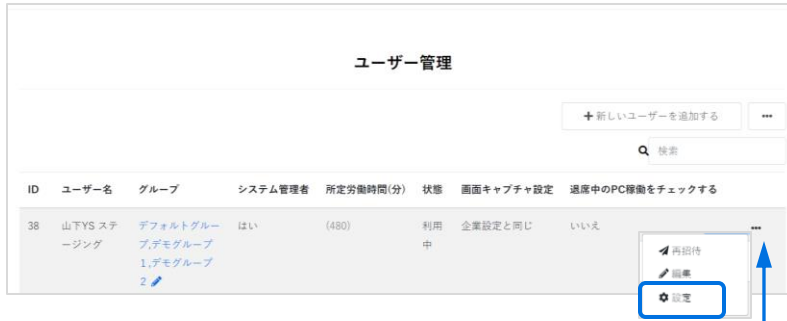 ユーザー管理
新しいユーザーを追加する
検索
ID ユーザー名 グループ システム管理者 所定労働時間(分) 状態 画面キャプチャ設定 退席中のPC稼働をチェックする
38 山下YS ステ デフォルトグルー はい (480) 利用 企業設定と同じ いいえ
ージング プ,デモグループ 中
1,デモグループ
2
再招待
編集
設定